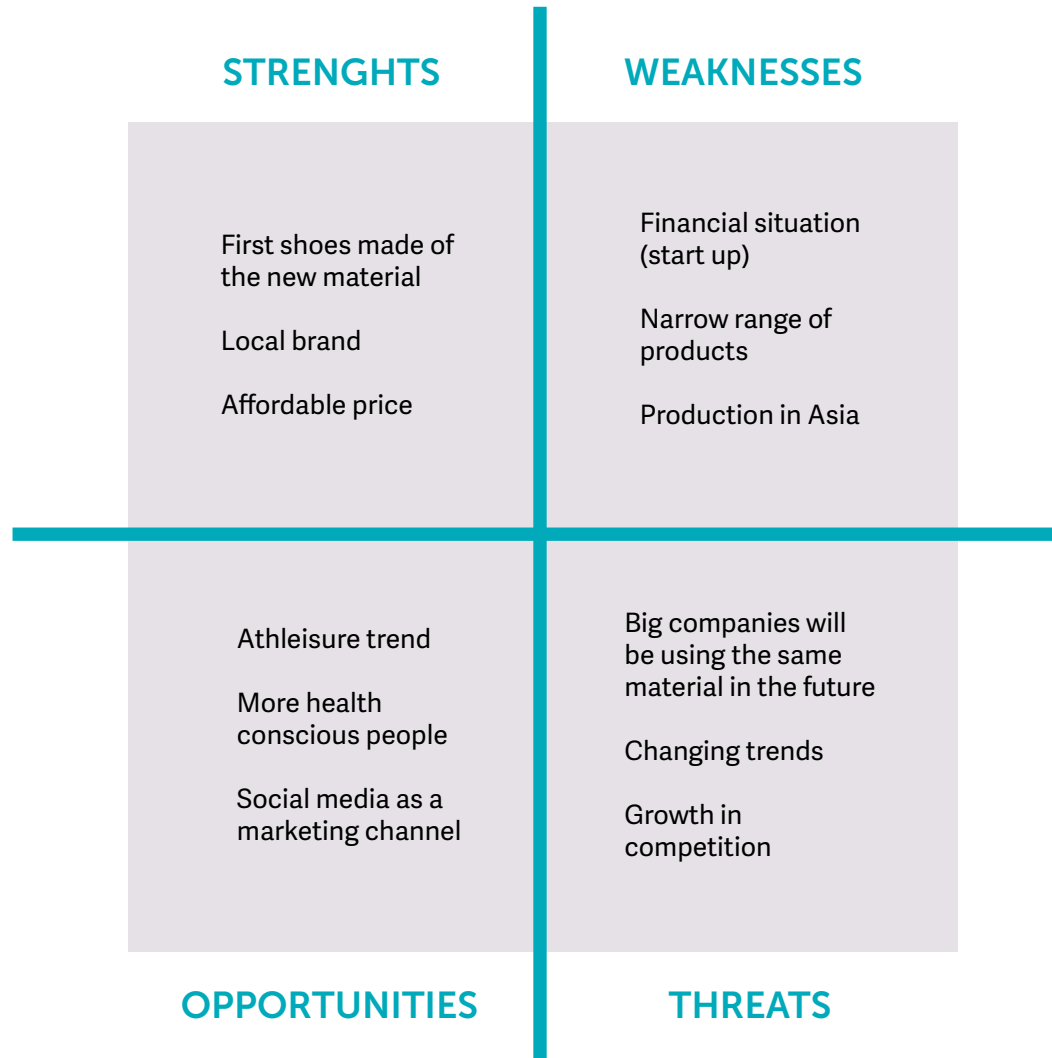 STRENGHTS
First shoes made of
the new material
Local brand
Affordable price
WEAKNESSES
Financial situation
(start up)
Narrow range of
products
Production in Asia
Athleisure trend
More health
conscious people
Social media as a
marketing channel
OPPORTUNITIES
Big companies will
be using the same
material in the future
Changing trends
Growth in
competition
THREATS